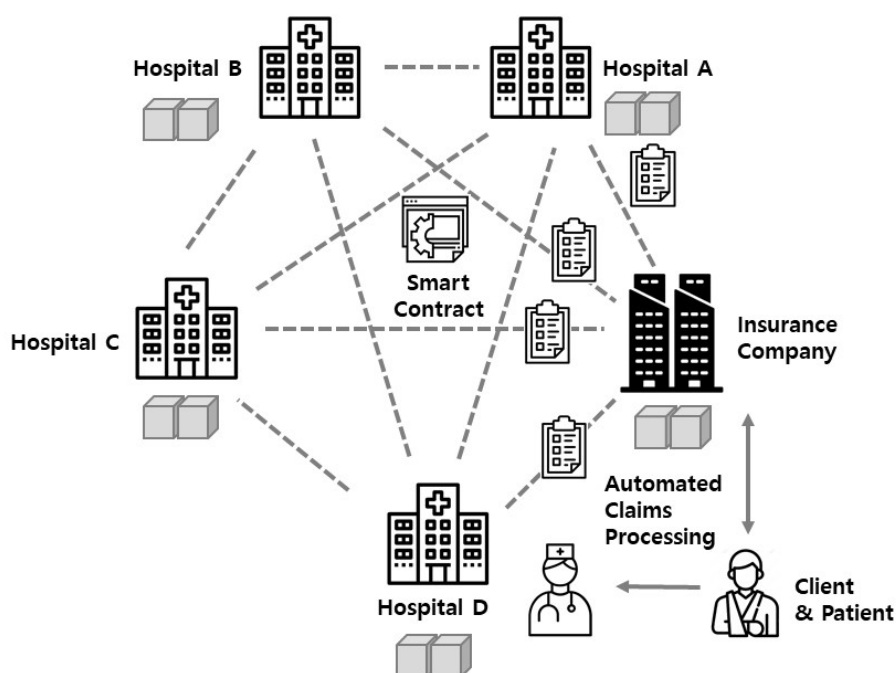 Hospital B
Hospital A
Smart
Contract
Hospital C
Insurance
Company
Automated
Claims
Processing
Hospital D
Client
& Patient